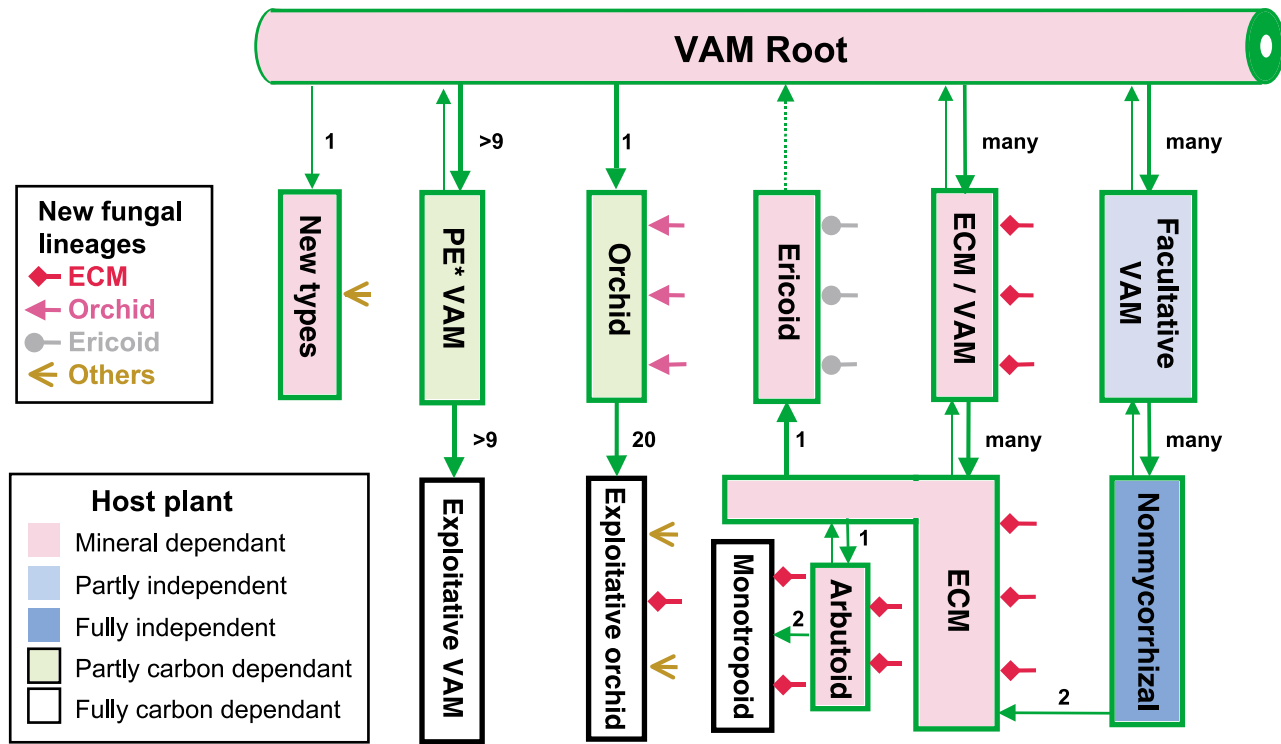 VAM Root
1
>9
1
many
many
New fungal
lineages
ECM
Orchid
Ericoid
Others
New types
PE* VAM
Orchid
Ericoid
ECM / VAM
Facultative
VAM
>9
20
1
many
many
Host plant
Mineral dependant
Partly independent
Fully independent
Partly carbon dependant
Fully carbon dependant
Exploitative VAM
Exploitative orchid
Monotropoid
2
1
Arbutoid
ECM
2
Nonmycorrhizal